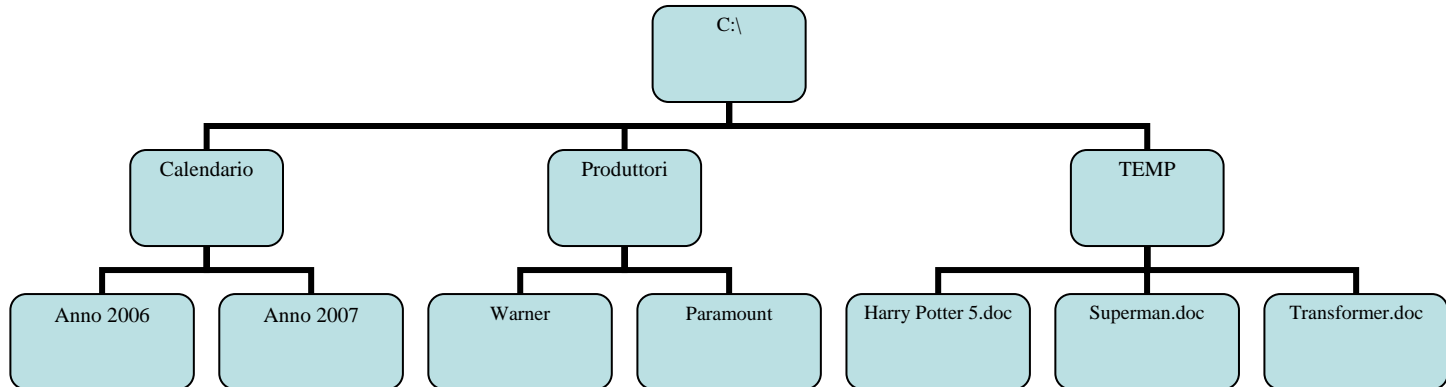 C:\
Calendario
Produttori
TEMP
Anno 2006
Anno 2007
Warner
Paramount
Harry Potter 5.doc
Superman.doc
Transformer.doc